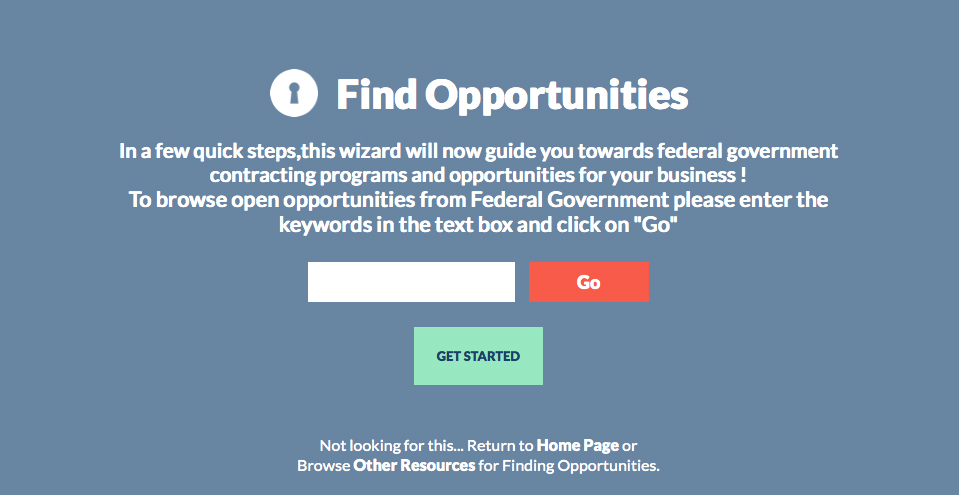 Find Opportunities
In a few quick steps,this wizard will now guide you towards federal government
contracting programs and opportunities for your business !
To browse open opportunities from Federal Government please enter the
keywords in the text box and click on "Go"
Go
GET STARTED
Not looking for this... Return to Home Page or
Browse Other Resources for Finding Opportunities.